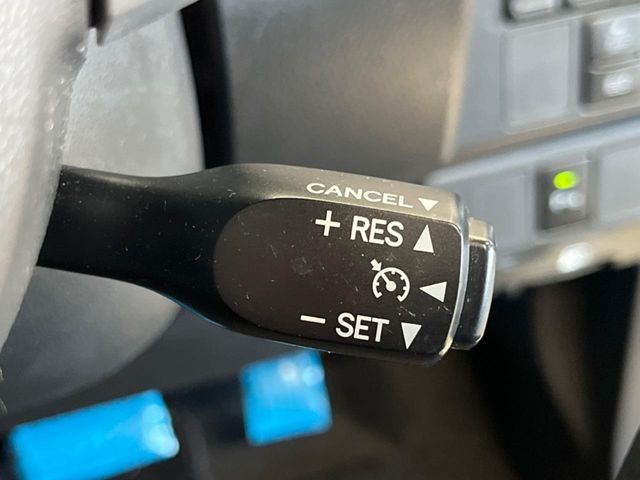 CANCEL▼
+ RES ▲
◀
− SET ▼